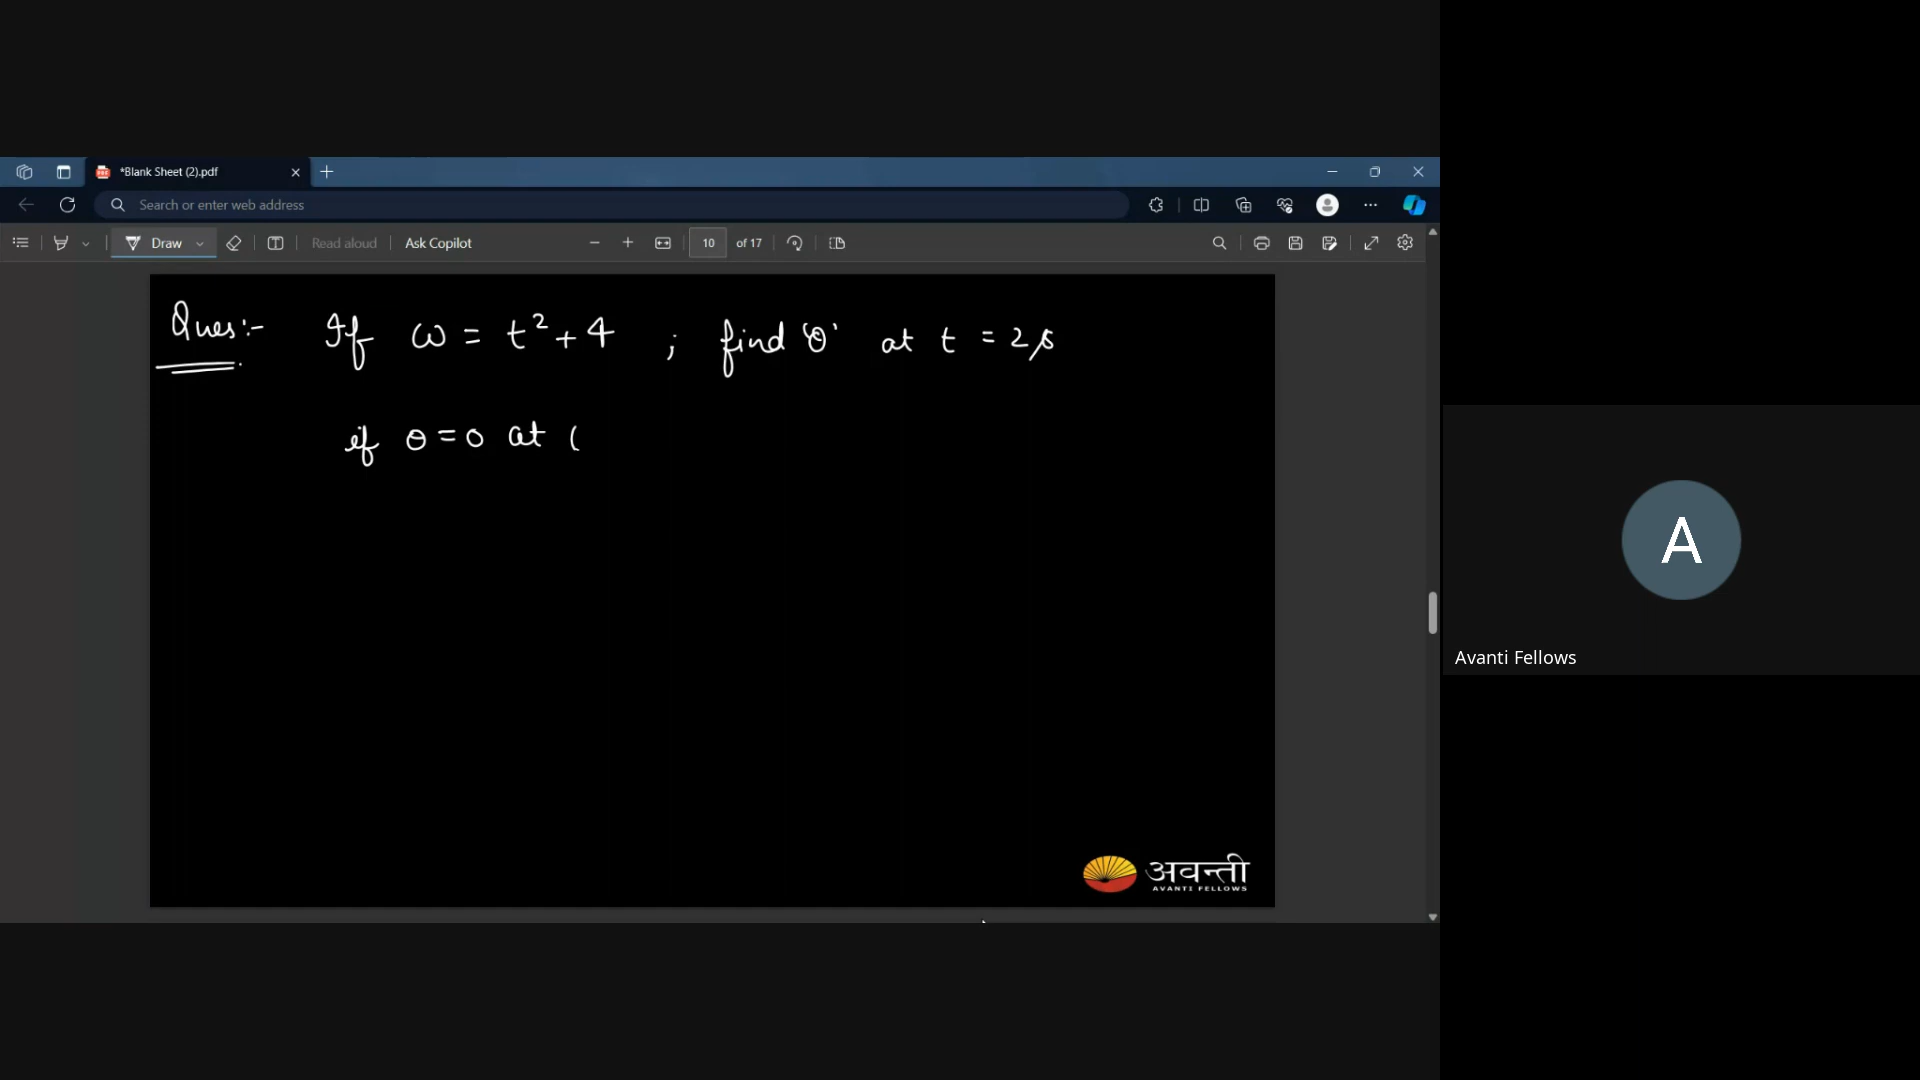 *Blank Sheet (2).pdf
Search or enter web address
Draw
Read aloud
Ask Copilot
10 of 17
Ques:- If ω = t² + 4 ; find 'θ' at t = 2s
if θ = 0 at (
A
Avanti Fellows
अवन्ती
AVANTI FELLOWS